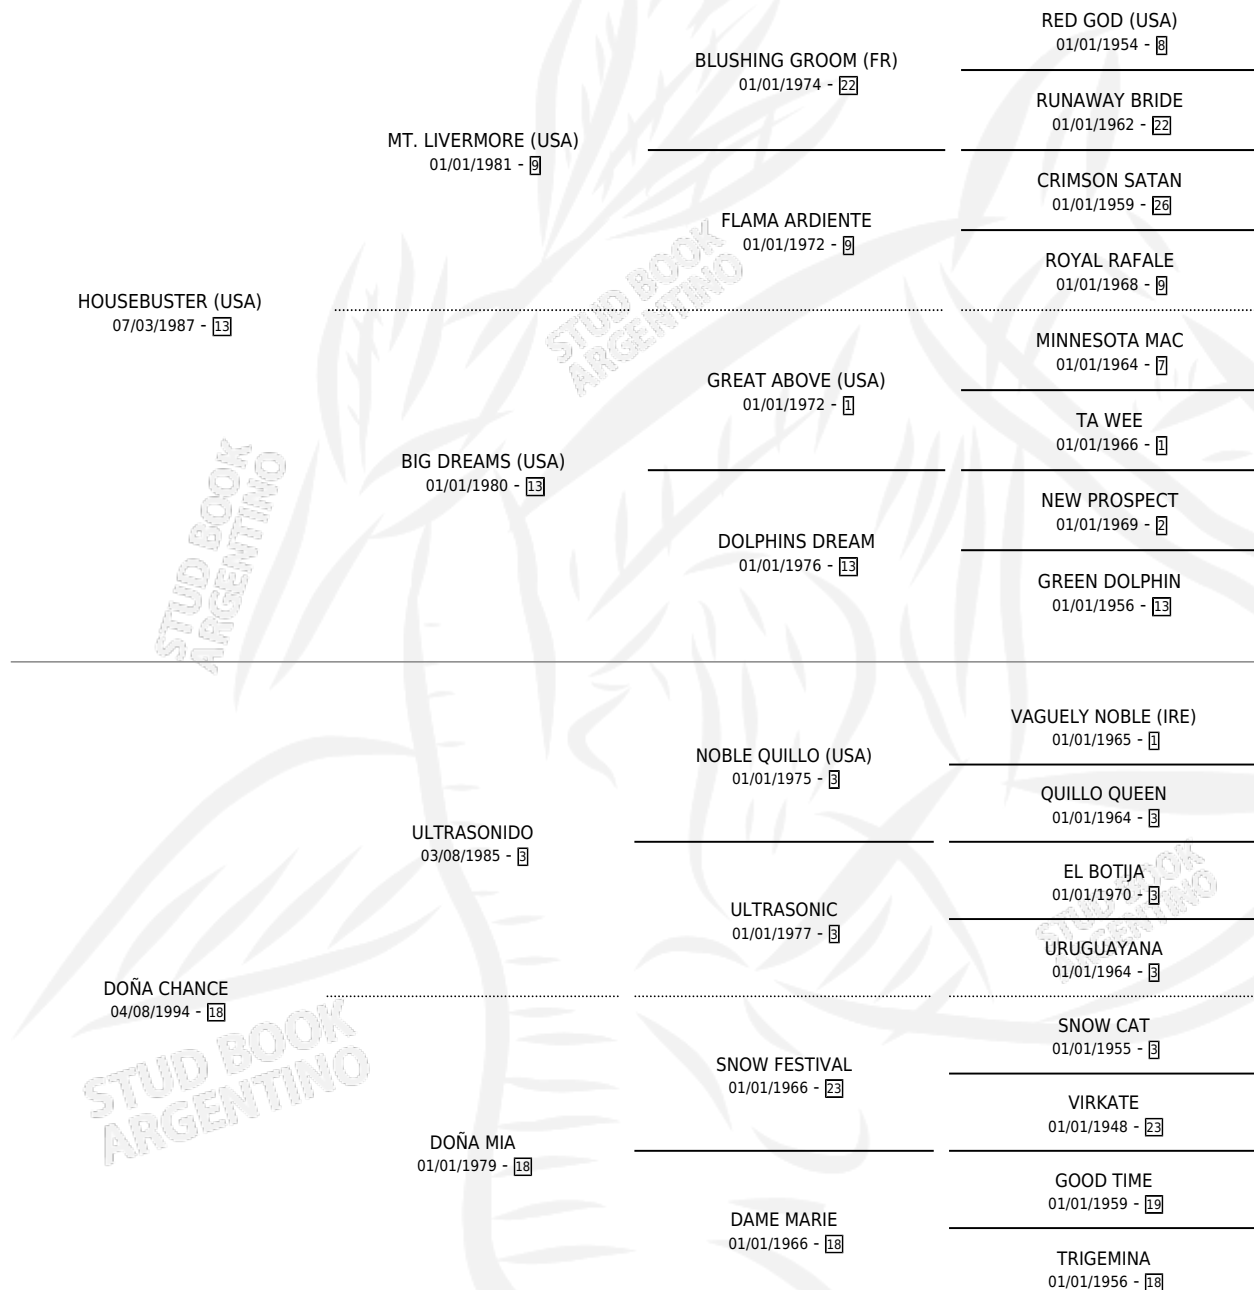 RED GOD (USA)
01/01/1954 - 8
BLUSHING GROOM (FR)
01/01/1974 - 22
RUNAWAY BRIDE
01/01/1962 - 22
MT. LIVERMORE (USA)
01/01/1981 - 9
CRIMSON SATAN
01/01/1959 - 26
FLAMA ARDIENTE
01/01/1972 - 9
ROYAL RAFALE
01/01/1968 - 9
HOUSEBUSTER (USA)
07/03/1987 - 13
MINNESOTA MAC
01/01/1964 - 7
GREAT ABOVE (USA)
01/01/1972 - 1
TA WEE
01/01/1966 - 1
BIG DREAMS (USA)
01/01/1980 - 13
NEW PROSPECT
01/01/1969 - 2
DOLPHINS DREAM
01/01/1976 - 13
GREEN DOLPHIN
01/01/1956 - 13
VAGUELY NOBLE (IRE)
01/01/1965 - 1
NOBLE QUILLO (USA)
01/01/1975 - 3
QUILLO QUEEN
01/01/1964 - 3
ULTRASONIDO
03/08/1985 - 3
EL BOTIJA
01/01/1970 - 3
ULTRASONIC
01/01/1977 - 3
URUGUAYANA
01/01/1964 - 3
DOÑA CHANCE
04/08/1994 - 18
SNOW CAT
01/01/1955 - 3
SNOW FESTIVAL
01/01/1966 - 23
VIRKATE
01/01/1948 - 23
DOÑA MIA
01/01/1979 - 18
GOOD TIME
01/01/1959 - 19
DAME MARIE
01/01/1966 - 18
TRIGEMINA
01/01/1956 - 18
STUD BOOK
ARGENTINO
STUD BOOK
ARGENTINO
STUD BOOK
ARGENTINO
STUD BOOK
ARGENTINO